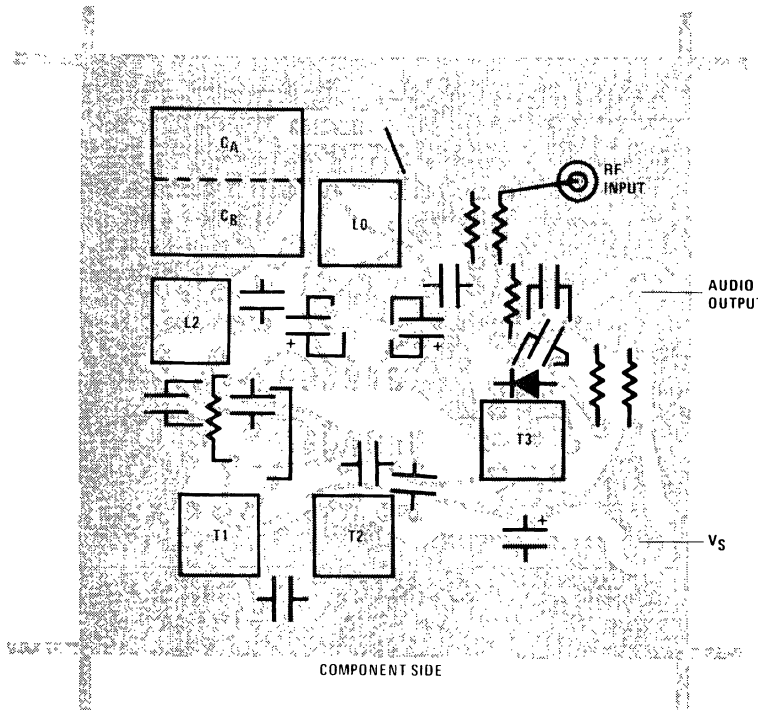 CA
CB
L0
RF
INPUT
L2
AUDIO
OUTPUT
+
+
T3
T1
T2
+
VS
COMPONENT SIDE